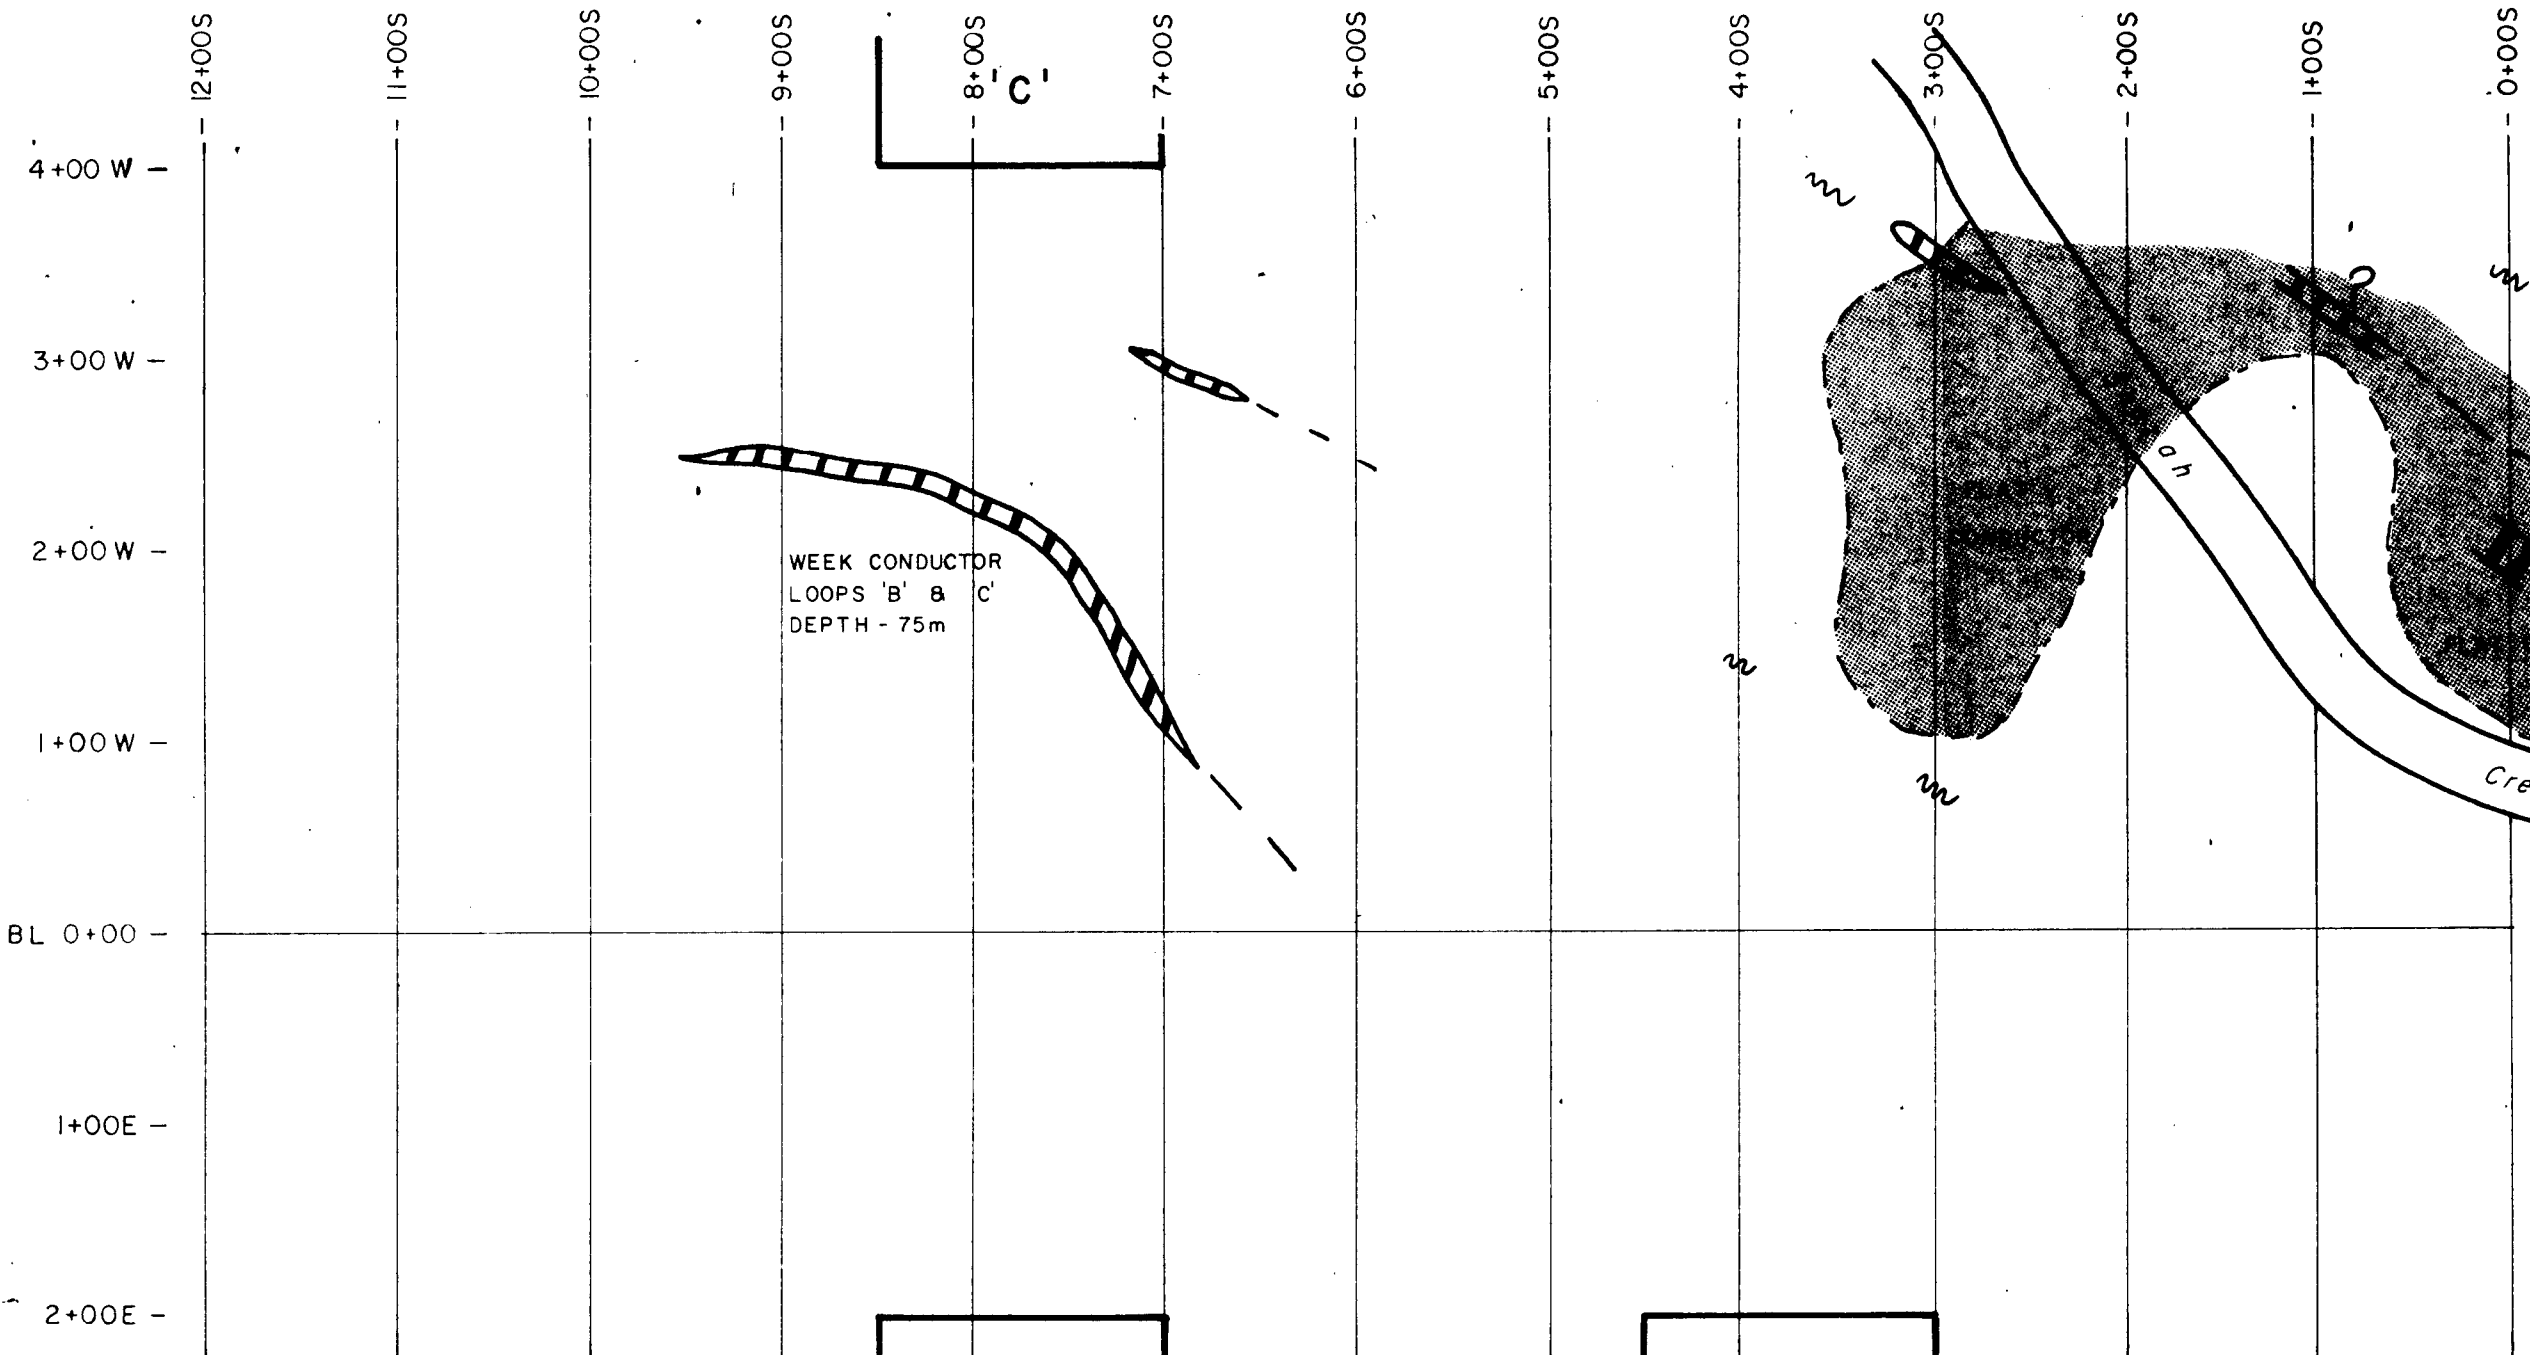 12+00S
11+00S
10+00S
9+00S
8+00S
7+00S
6+00S
5+00S
4+00S
3+00S
2+00S
1+00S
0+00S
'C'
4+00 W
3+00 W
2+00 W
1+00 W
BL 0+00
1+00E
2+00E
WEEK CONDUCTOR
LOOPS 'B' & 'C'
DEPTH - 75m
CONDUCTOR
ah
Cre